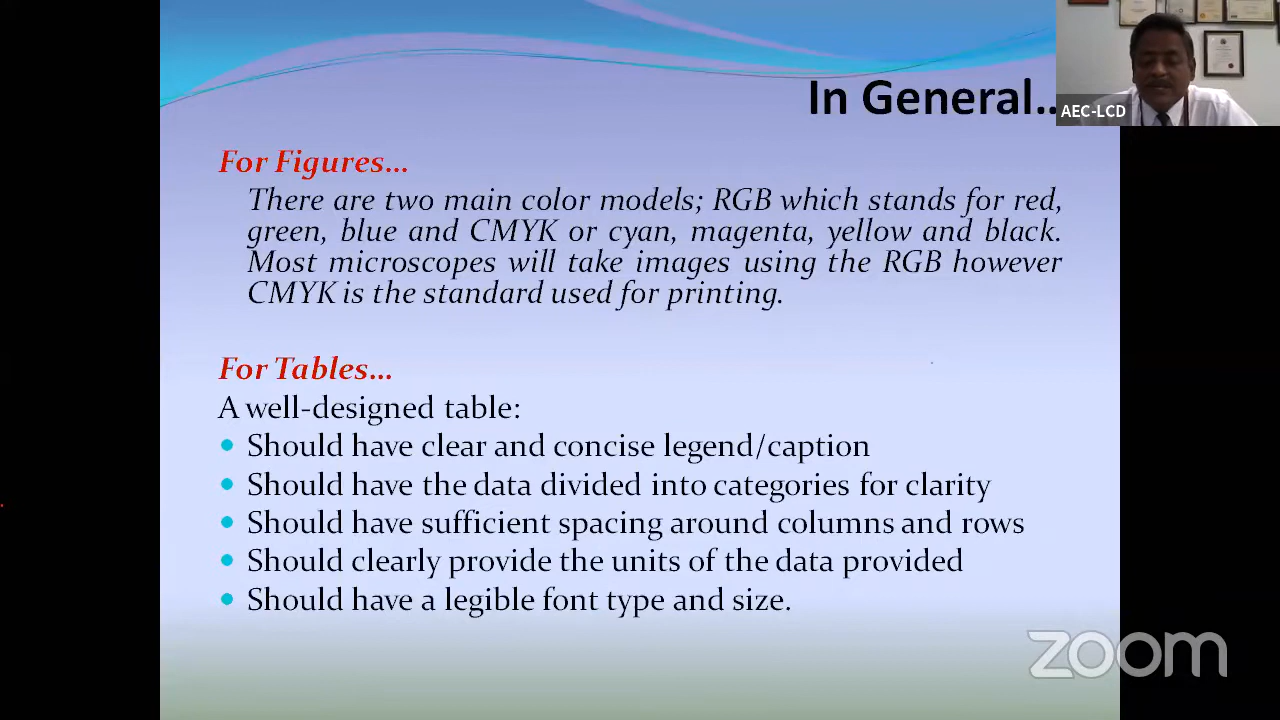 In General..
AEC-LCD
For Figures...
There are two main color models; RGB which stands for red,
green, blue and CMYK or cyan, magenta, yellow and black.
Most microscopes will take images using the RGB however
CMYK is the standard used for printing.
For Tables...
A well-designed table:
• Should have clear and concise legend/caption
• Should have the data divided into categories for clarity
• Should have sufficient spacing around columns and rows
• Should clearly provide the units of the data provided
• Should have a legible font type and size.
zoom